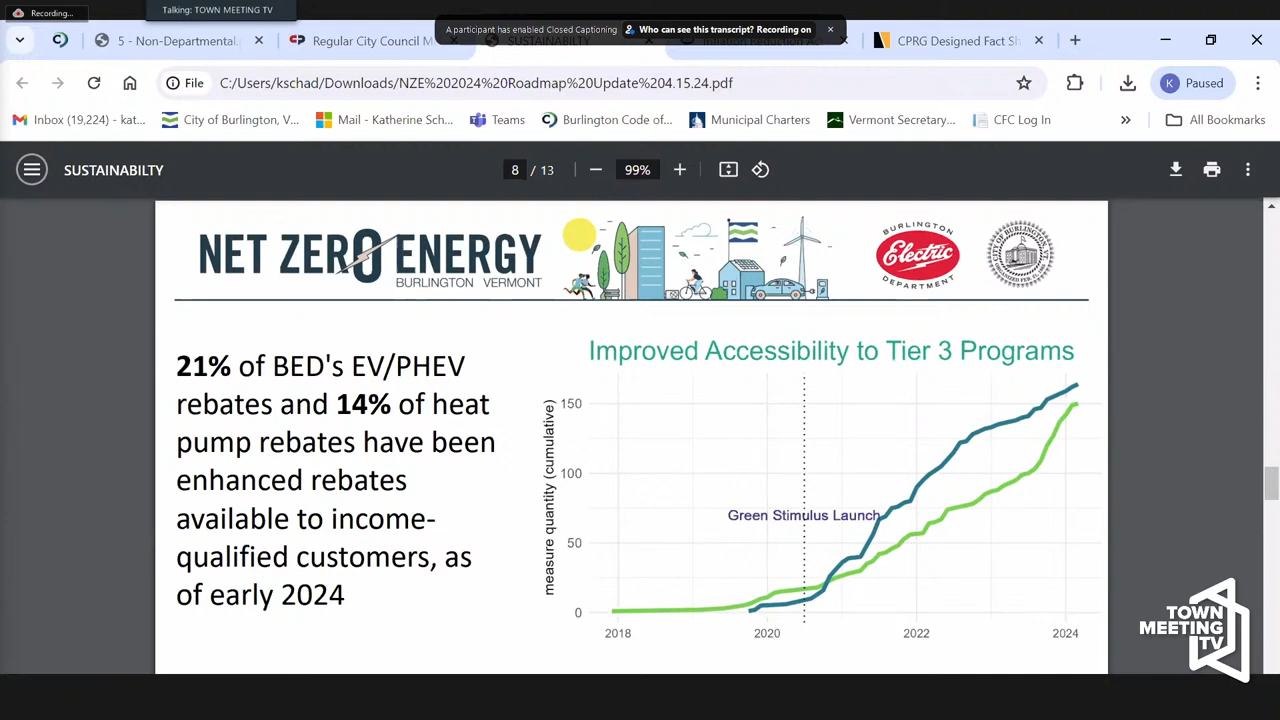 Recording...
Talking: TOWN MEETING TV
A participant has enabled Closed Captioning Who can see this transcript? Recording on
5 - Non-Departmental
Regular City Council M
SUSTAINABILITY
Inflation Reduction A
CPRG Designed Fact Sh
File C:/Users/kschad/Downloads/NZE%202024%20Roadmap%20Update%204.15.24.pdf
K Paused
Inbox (19,224) - kat...
City of Burlington, V...
Mail - Katherine Sch...
Teams
Burlington Code of...
Municipal Charters
Vermont Secretary...
CFC Log In
All Bookmarks
SUSTAINABILTY
8 / 13
99%
NET ZERO ENERGY
BURLINGTON VERMONT
BURLINGTON
Electric
DEPARTMENT
21% of BED's EV/PHEV
rebates and 14% of heat
pump rebates have been
enhanced rebates
available to income-
qualified customers, as
of early 2024
Improved Accessibility to Tier 3 Programs
measure quantity (cumulative)
150
100
50
0
Green Stimulus Launch
2018
2020
2022
2024
TOWN
MEETING
TV